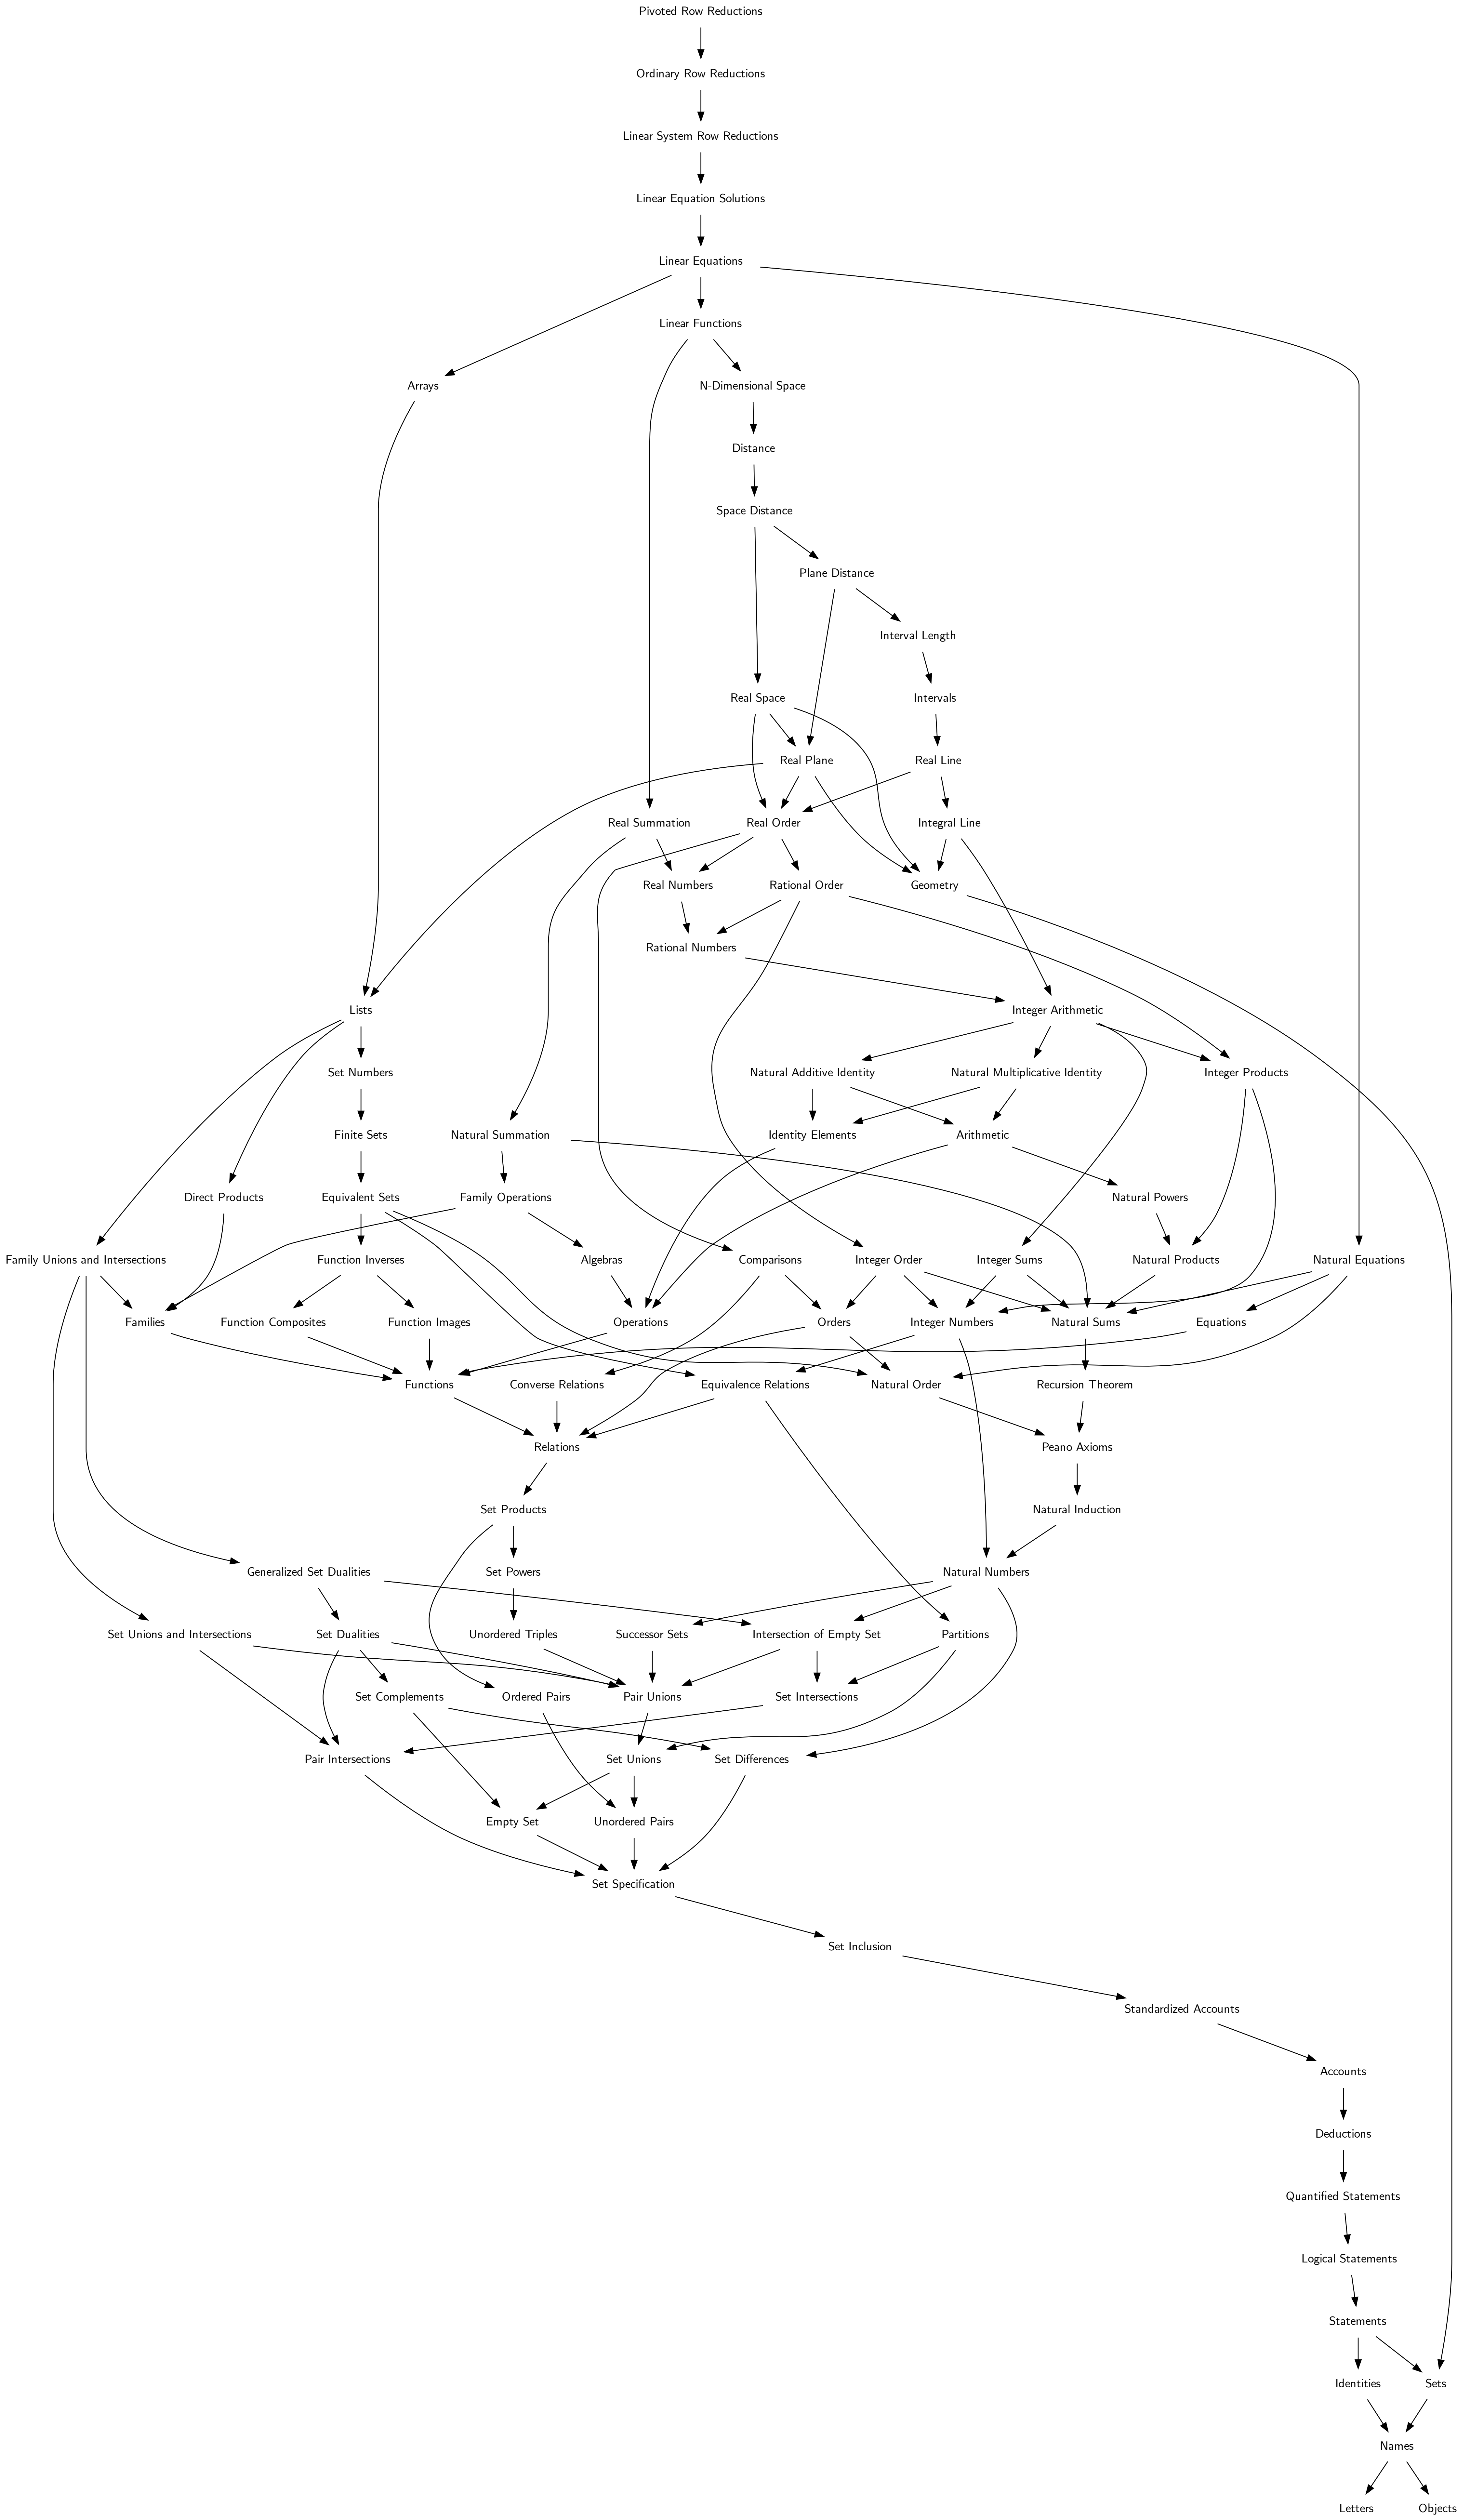 Pivoted Row Reductions
Ordinary Row Reductions
Linear System Row Reductions
Linear Equation Solutions
Linear Equations
Linear Functions
Arrays
N-Dimensional Space
Distance
Space Distance
Plane Distance
Interval Length
Real Space
Intervals
Real Plane
Real Line
Real Summation
Real Order
Integral Line
Real Numbers
Rational Order
Geometry
Rational Numbers
Lists
Integer Arithmetic
Set Numbers
Natural Additive Identity
Natural Multiplicative Identity
Integer Products
Finite Sets
Natural Summation
Identity Elements
Arithmetic
Direct Products
Equivalent Sets
Family Operations
Natural Powers
Family Unions and Intersections
Function Inverses
Algebras
Comparisons
Integer Order
Integer Sums
Natural Products
Natural Equations
Families
Function Composites
Function Images
Operations
Orders
Integer Numbers
Natural Sums
Equations
Functions
Converse Relations
Equivalence Relations
Natural Order
Recursion Theorem
Relations
Peano Axioms
Set Products
Natural Induction
Generalized Set Dualities
Set Powers
Natural Numbers
Set Unions and Intersections
Set Dualities
Unordered Triples
Successor Sets
Intersection of Empty Set
Partitions
Set Complements
Ordered Pairs
Pair Unions
Set Intersections
Pair Intersections
Set Unions
Set Differences
Empty Set
Unordered Pairs
Set Specification
Set Inclusion
Standardized Accounts
Accounts
Deductions
Quantified Statements
Logical Statements
Statements
Identities
Sets
Names
Letters
Objects